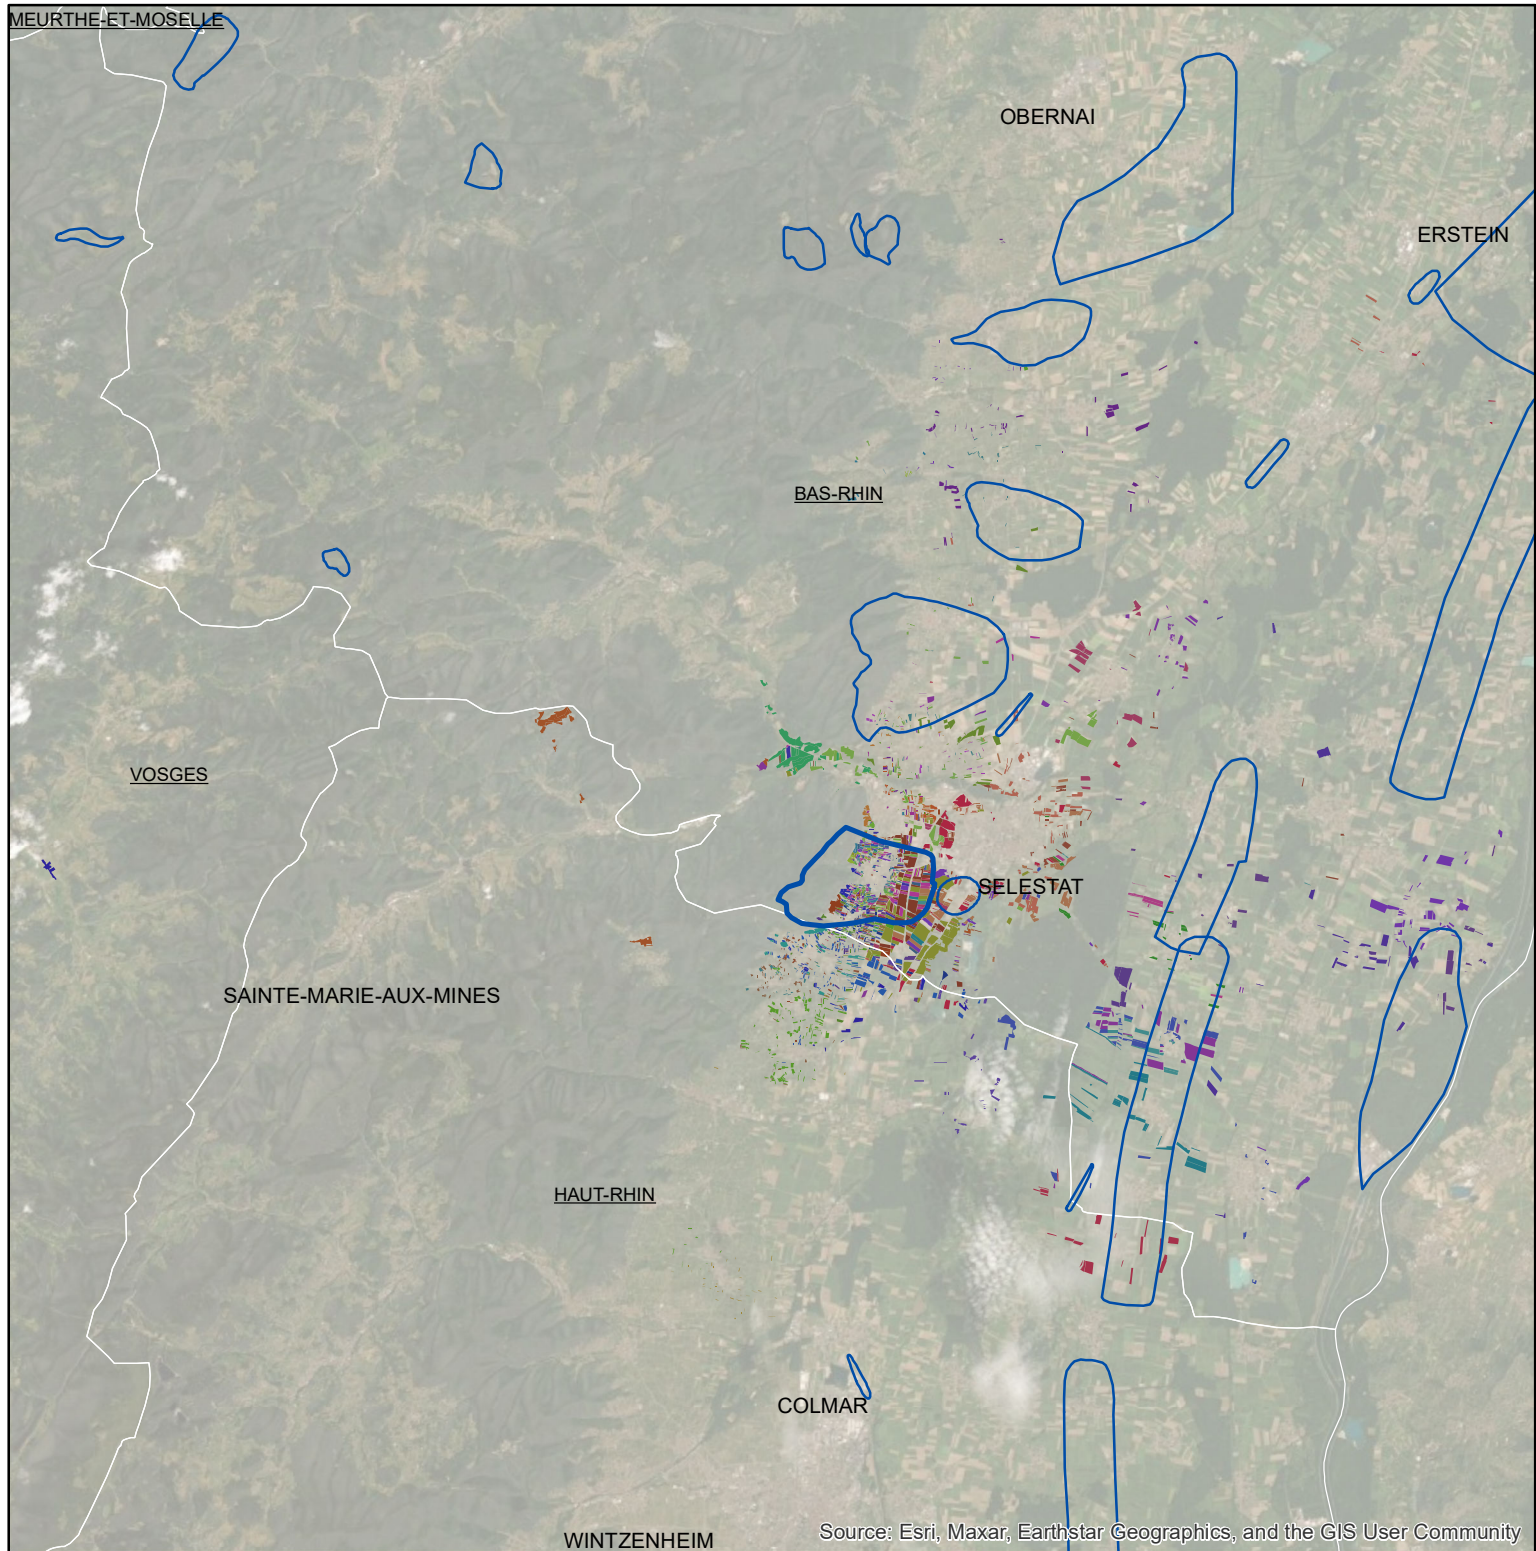 MEURTHE-ET-MOSELLE
OBERNAI
ERSTEIN
BAS-RHIN
VOSGES
SELESTAT
SAINTE-MARIE-AUX-MINES
HAUT-RHIN
COLMAR
WINTZENHEIM
Source: Esri, Maxar, Earthstar Geographics, and the GIS User Community